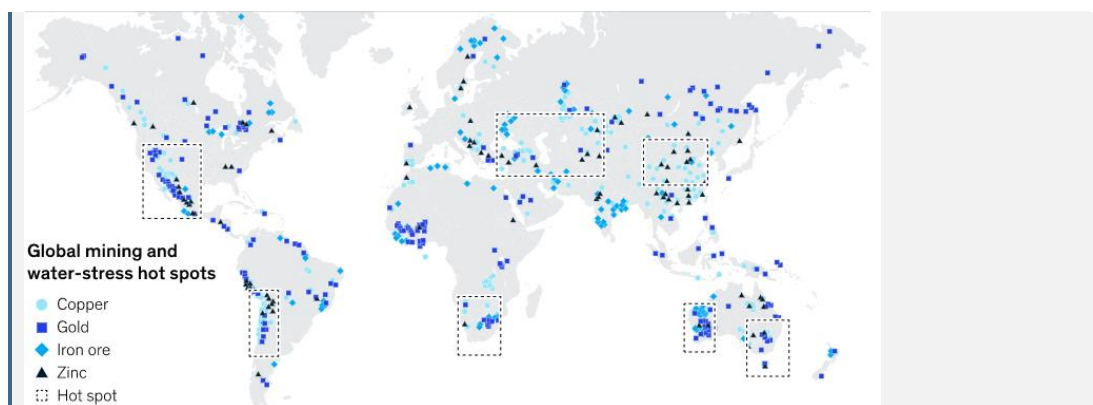 Global mining and
water-stress hot spots
Copper
Gold
Iron ore
Zinc
Hot spot